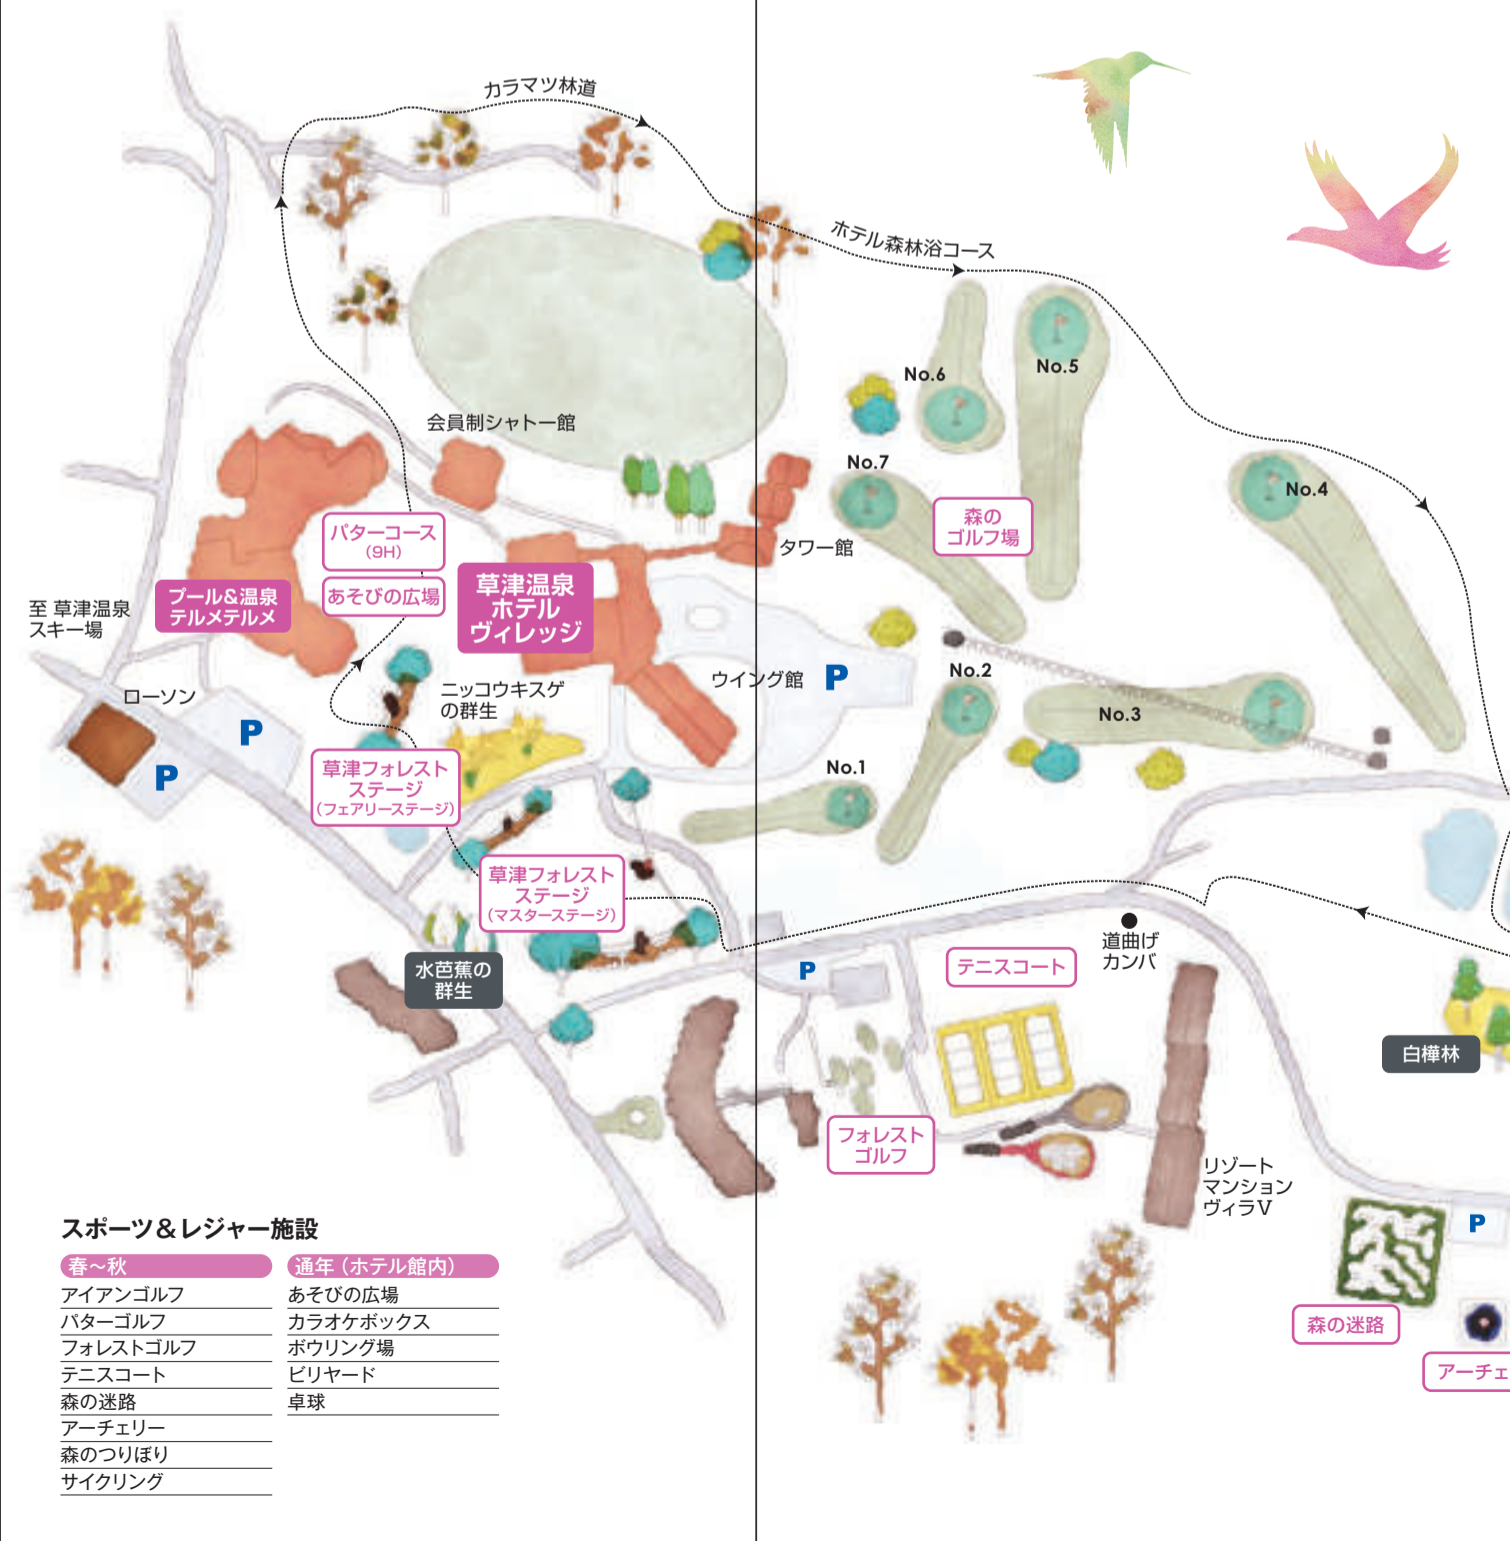 カラマツ林道
ホテル森林浴コース
No.6
No.5
会員制シャトー館
No.7
No.4
森の
ゴルフ場
パターコース
（9H）
タワー館
草津温泉
ホテル
ヴィレッジ
プール&温泉
テルメテルメ
あそびの広場
至 草津温泉
スキー場
ローソン
ニッコウキスゲ
の群生
ウイング館
P
No.2
No.3
P
P
草津フォレスト
ステージ
（フェアリーステージ）
No.1
草津フォレスト
ステージ
（マスターステージ）
道曲げ
カンバ
水芭蕉の
群生
P
テニスコート
白樺林
フォレスト
ゴルフ
リゾート
マンション
ヴィラV
P
森の迷路
アーチェ
スポーツ＆レジャー施設
春〜秋
アイアンゴルフ
パターゴルフ
フォレストゴルフ
テニスコート
森の迷路
アーチェリー
森のつりぼり
サイクリング
通年（ホテル館内）
あそびの広場
カラオケボックス
ボウリング場
ビリヤード
卓球